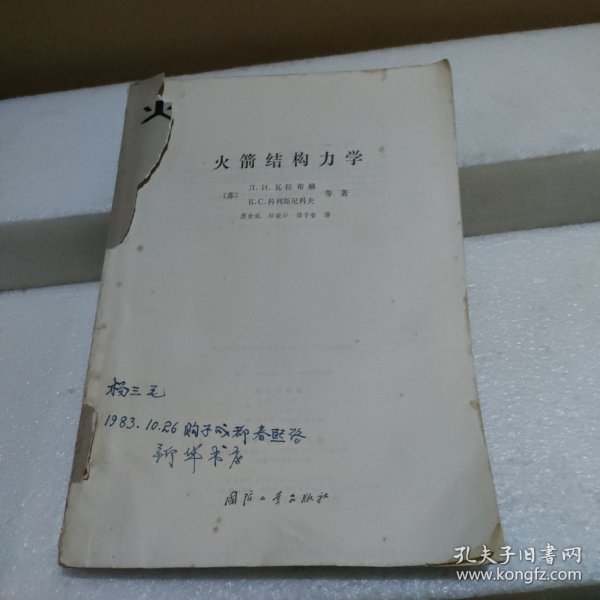 火
火箭结构力学
〔苏〕 Л.И.瓦拉布赫
К.С.科列斯尼科夫 等著
译
杨三毛
1983.10.26 购于成都春熙路
新华书店
国防工业出版社
孔夫子旧书网
www.kongfz.com